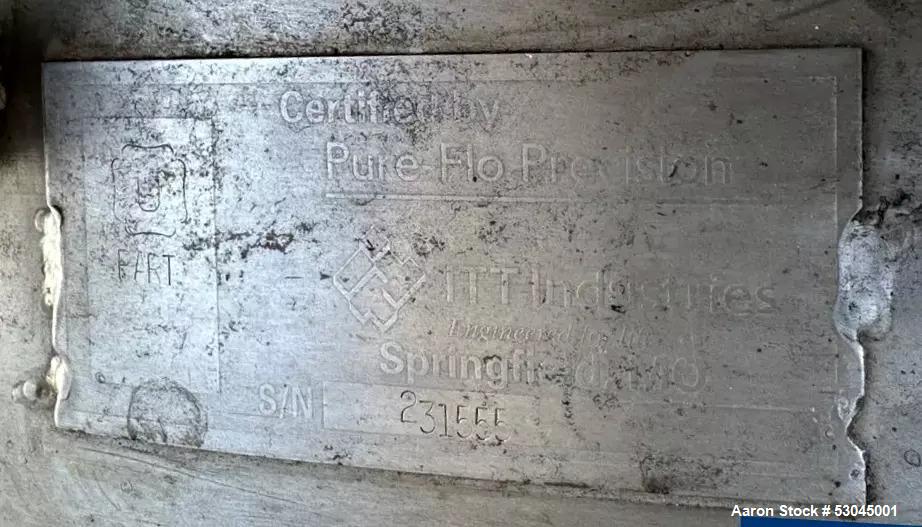 Certified by
Pure-Flo Precision
U
PART
ITT Industries
Engineered for life
Springfield, MO
S/N 231555
Aaron Stock # 53045001